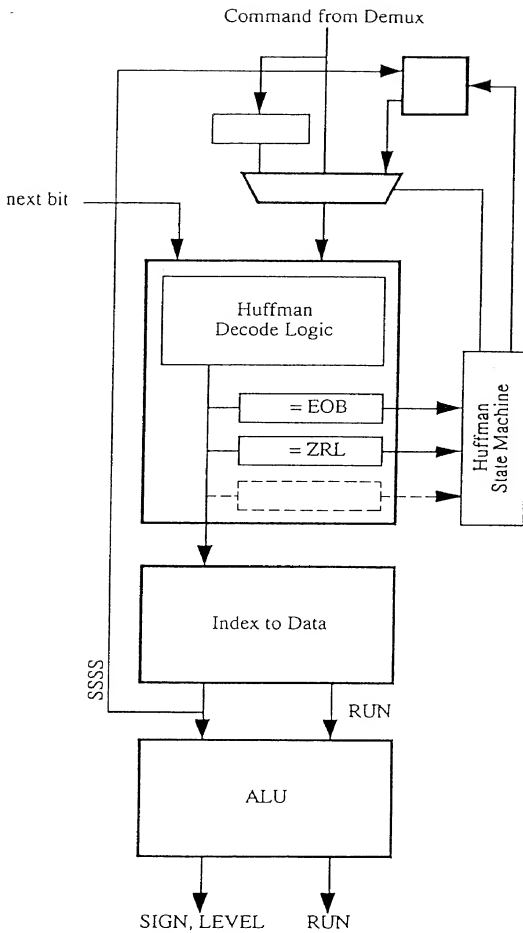 Command from Demux
next bit
Huffman
Decode Logic
= EOB
= ZRL
Huffman
State Machine
Index to Data
SSSS
RUN
ALU
SIGN, LEVEL
RUN